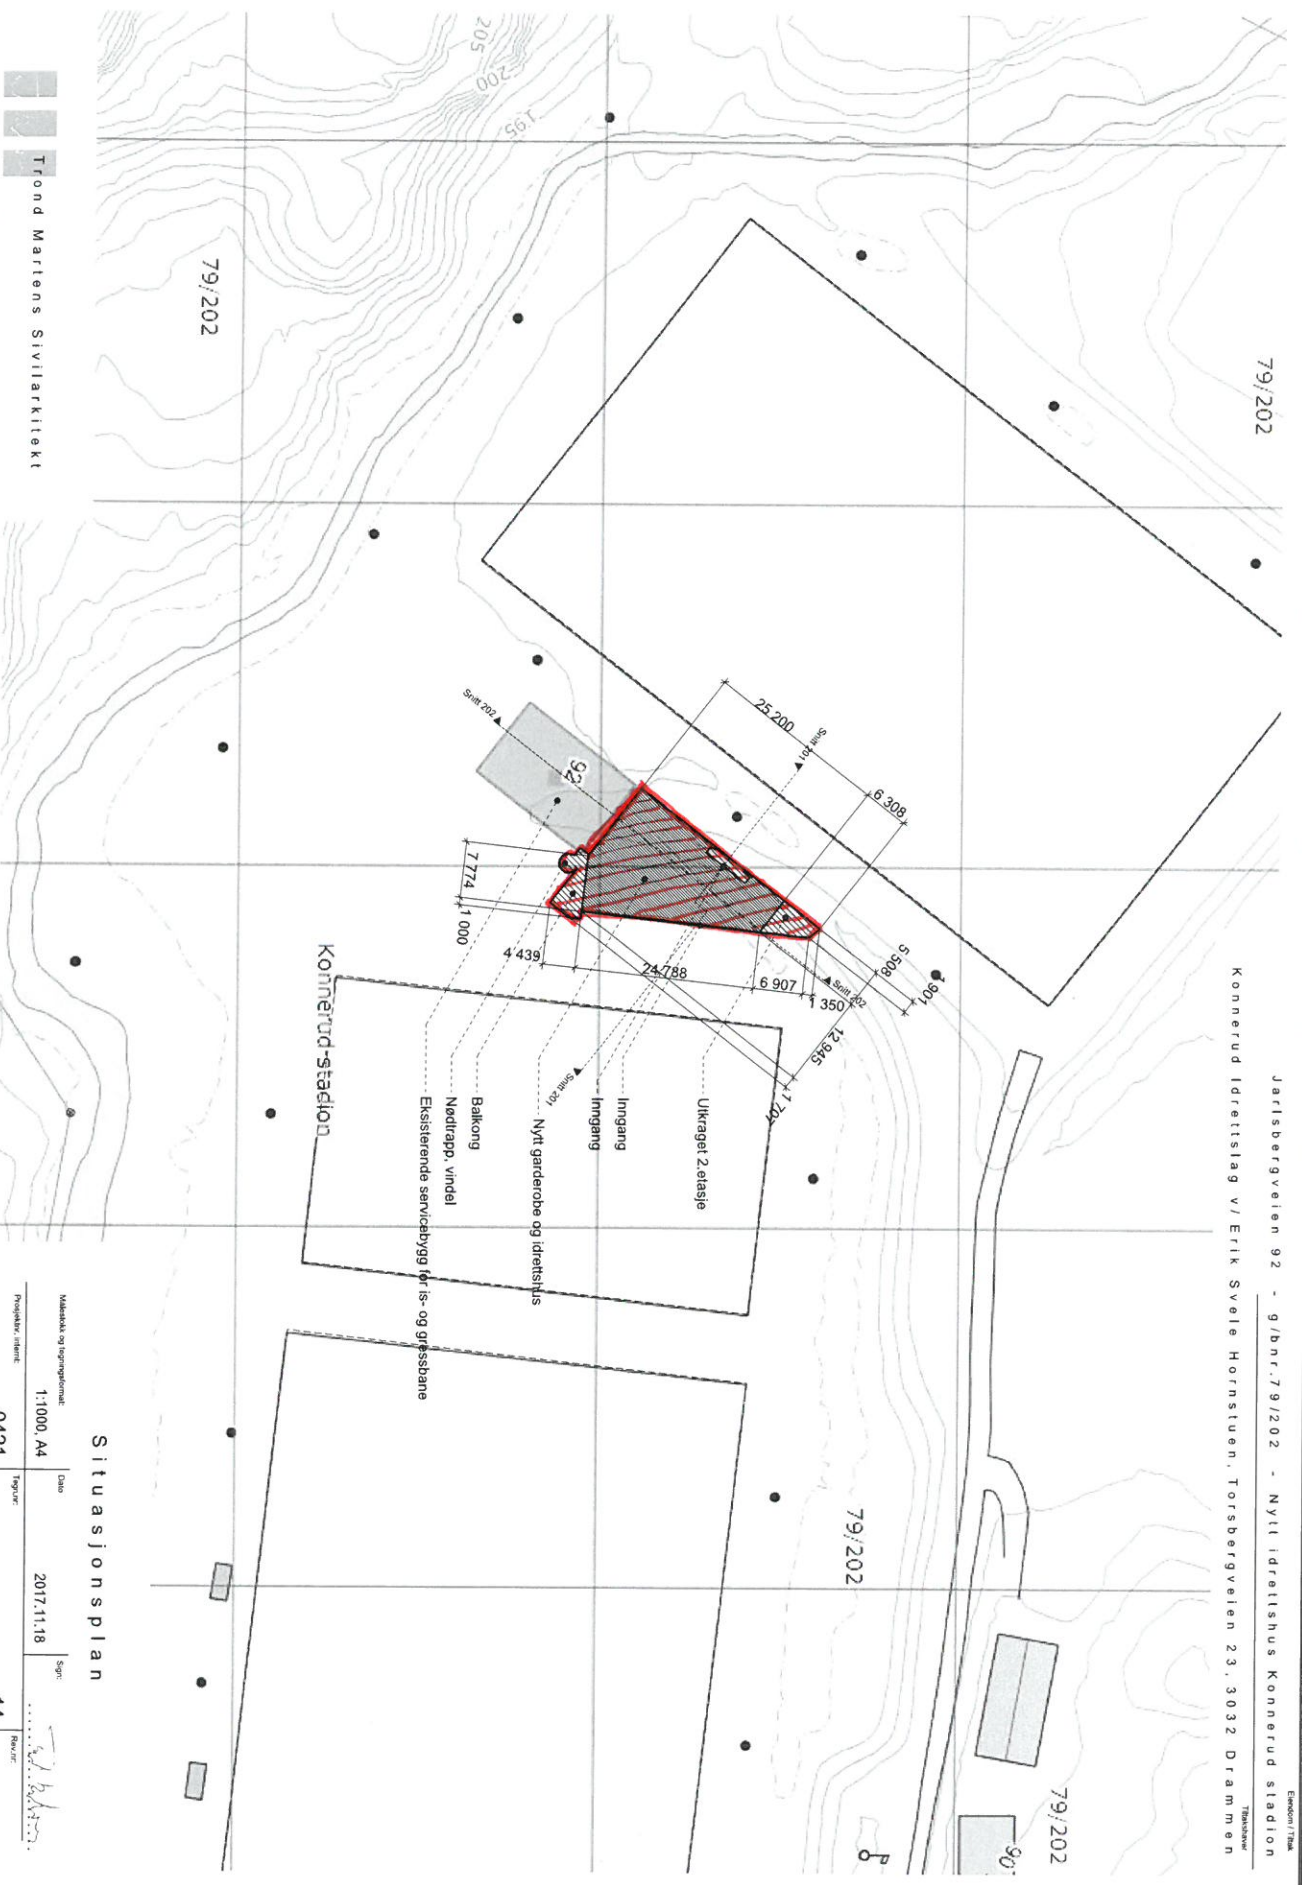 Eiendom / Tiltak
Jarlsbergveien 92 - g/bnr.79/202 - Nytt idrettshus Konnerud stadion
Tiltakshaver
Konnerud Idrettslag v/ Erik Svele Hornstuen, Torsbergveien 23, 3032 Drammen
79/202
79/202
79/202
79/202
205
200
195
92
25 200
6 308
5 508
1 901
12 945
1 707
1 350
6 907
24 788
4 439
7 774
1 000
Snitt 201
Snitt 202
Snitt 202
Snitt 201
Utkraget 2.etasje
Inngang
Inngang
Nytt garderobe og idrettshus
Balkong
Nødtrapp, vindel
Eksisterende servicebygg for is- og gressbane
Konnerud stadion
Situasjonsplan
Målestokk og tegningsformat:
1:1000, A4
Dato
2017.11.18
Sign:
Prosjektnr. internt:
Tegn.nr:
Rev.nr:
Trond Martens Sivilarkitekt